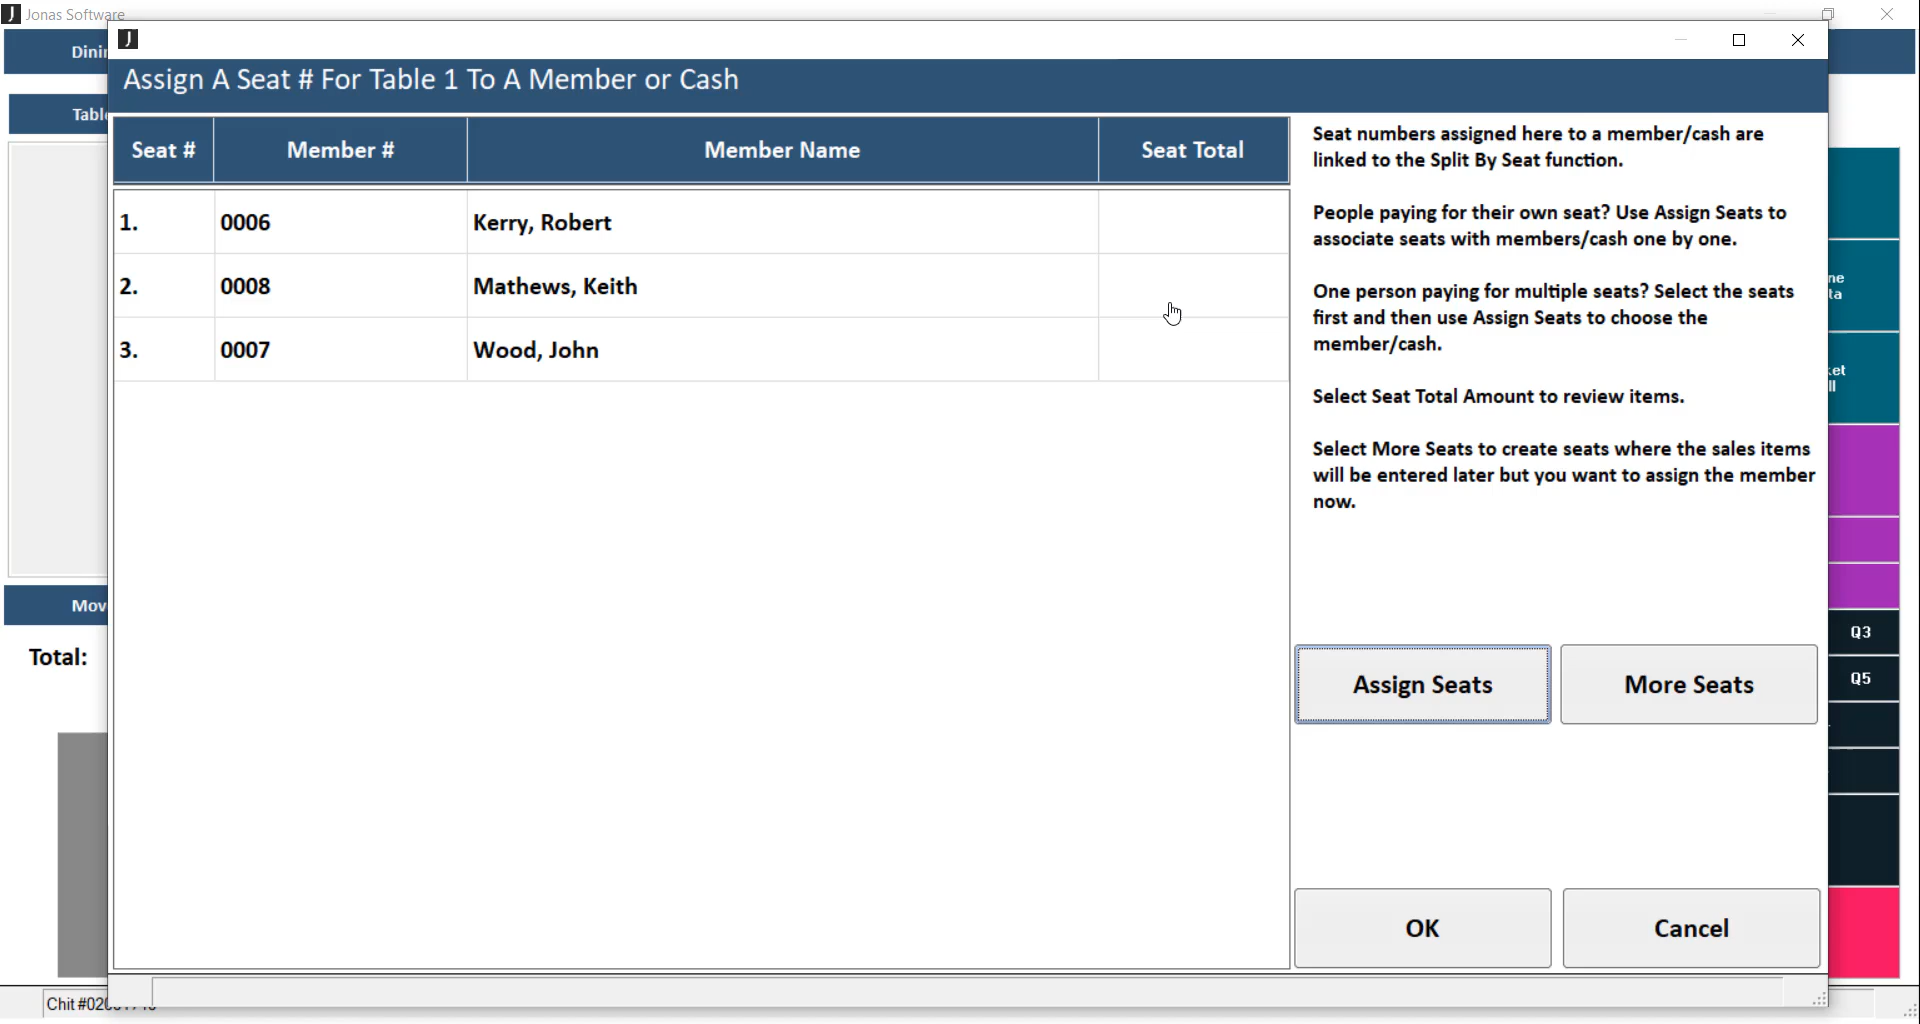 Jonas Software
Assign A Seat # For Table 1 To A Member or Cash
Seat # Member # Member Name Seat Total
1. 0006 Kerry, Robert
2. 0008 Mathews, Keith
3. 0007 Wood, John
Seat numbers assigned here to a member/cash are
linked to the Split By Seat function.
People paying for their own seat? Use Assign Seats to
associate seats with members/cash one by one.
One person paying for multiple seats? Select the seats
first and then use Assign Seats to choose the
member/cash.
Select Seat Total Amount to review items.
Select More Seats to create seats where the sales items
will be entered later but you want to assign the member
now.
Assign Seats More Seats
OK Cancel
Total:
Q3
Q5
Chit